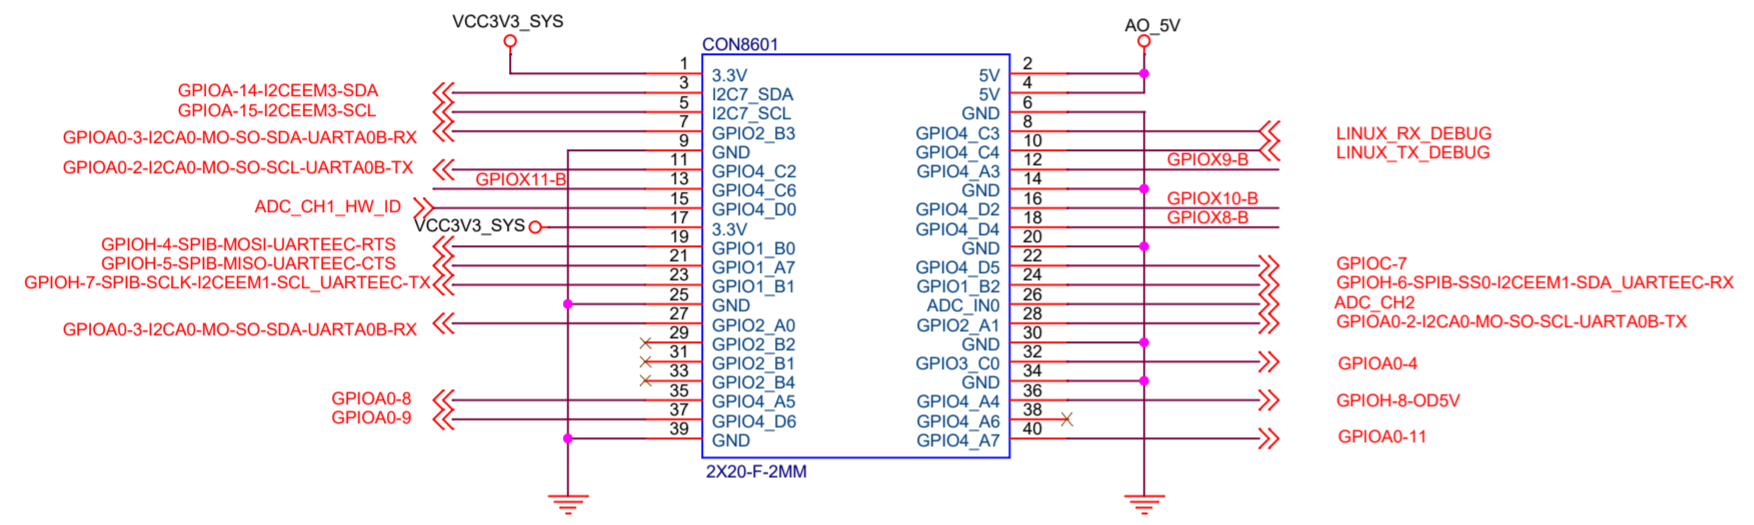 VCC3V3_SYS
AO_5V
CON8601
1 3.3V 5V 2
GPIOA-14-I2CEEM3-SDA 3 I2C7_SDA 5V 4
GPIOA-15-I2CEEM3-SCL 5 I2C7_SCL GND 6
GPIOA0-3-I2CA0-MO-SO-SDA-UARTA0B-RX 7 GPIO2_B3 GPIO4_C3 8 LINUX_RX_DEBUG
9 GND GPIO4_C4 10 LINUX_TX_DEBUG
GPIOA0-2-I2CA0-MO-SO-SCL-UARTA0B-TX 11 GPIO4_C2 GPIO4_A3 12 GPIOX9-B
GPIOX11-B 13 GPIO4_C6 GND 14
ADC_CH1_HW_ID 15 GPIO4_D0 GPIO4_D2 16 GPIOX10-B
VCC3V3_SYS 17 3.3V GPIO4_D4 18 GPIOX8-B
GPIOH-4-SPIB-MOSI-UARTEEC-RTS 19 GPIO1_B0 GND 20
GPIOH-5-SPIB-MISO-UARTEEC-CTS 21 GPIO1_A7 GPIO4_D5 22 GPIOC-7
GPIOH-7-SPIB-SCLK-I2CEEM1-SCL_UARTEEC-TX 23 GPIO1_B1 GPIO1_B2 24 GPIOH-6-SPIB-SS0-I2CEEM1-SDA_UARTEEC-RX
25 GND ADC_IN0 26 ADC_CH2
GPIOA0-3-I2CA0-MO-SO-SDA-UARTA0B-RX 27 GPIO2_A0 GPIO2_A1 28 GPIOA0-2-I2CA0-MO-SO-SCL-UARTA0B-TX
29 GPIO2_B2 GND 30
31 GPIO2_B1 GPIO3_C0 32 GPIOA0-4
33 GPIO2_B4 GND 34
GPIOA0-8 35 GPIO4_A5 GPIO4_A4 36 GPIOH-8-OD5V
GPIOA0-9 37 GPIO4_D6 GPIO4_A6 38
39 GND GPIO4_A7 40 GPIOA0-11
2X20-F-2MM